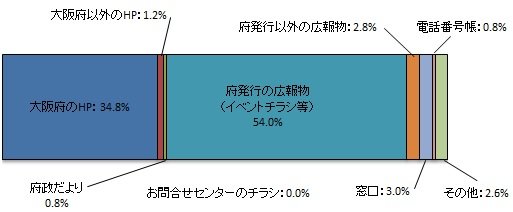 大阪府以外のHP：1.2%
府発行以外の広報物：2.8%
電話番号帳：0.8%
大阪府のHP：34.8%
府発行の広報物
（イベントチラシ等）
54.0%
府政だより
0.8%
お問合せセンターのチラシ：0.0%
窓口：3.0%
その他：2.6%